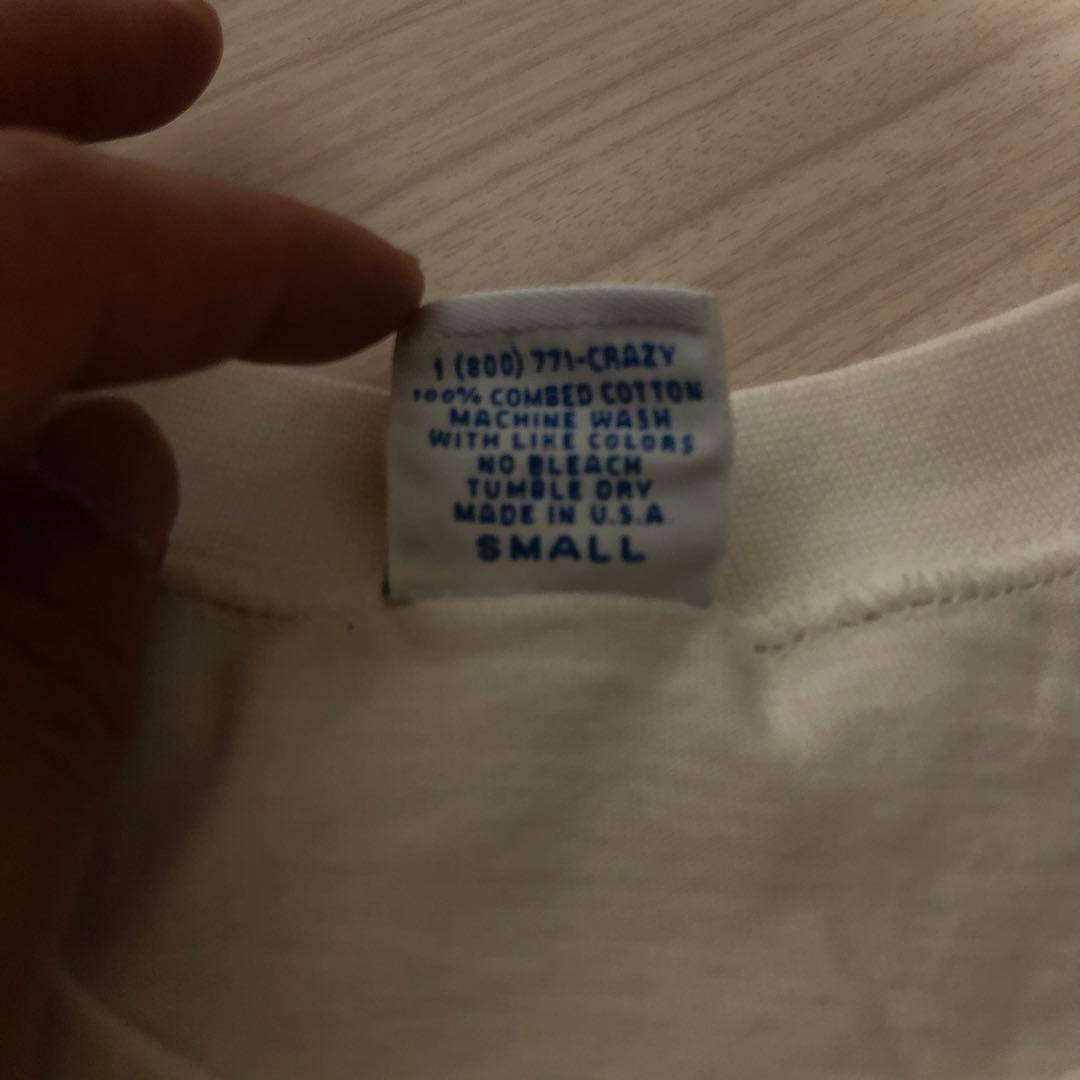 1 (800) 771-CRAZY
100% COMBED COTTON
MACHINE WASH
WITH LIKE COLORS
NO BLEACH
TUMBLE DRY
MADE IN U.S.A.
SMALL